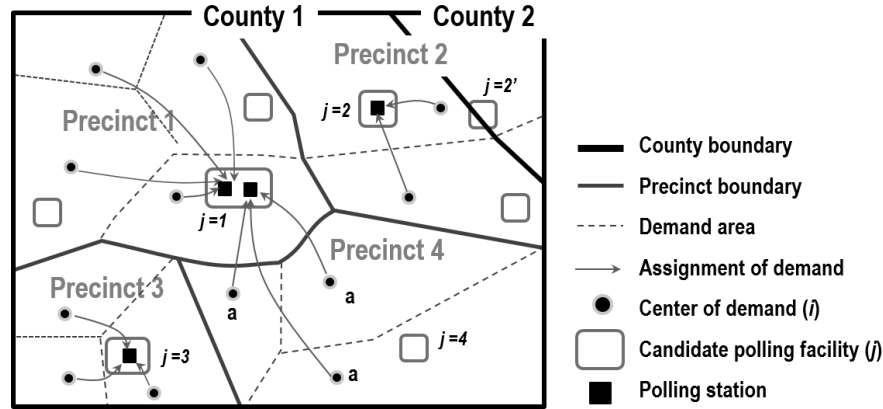 County 1
County 2
Precinct 2
j=2'
j=2
Precinct 1
j=1
Precinct 4
a
a
Precinct 3
j=4
j=3
a
County boundary
Precinct boundary
Demand area
Assignment of demand
Center of demand (i)
Candidate polling facility (j)
Polling station